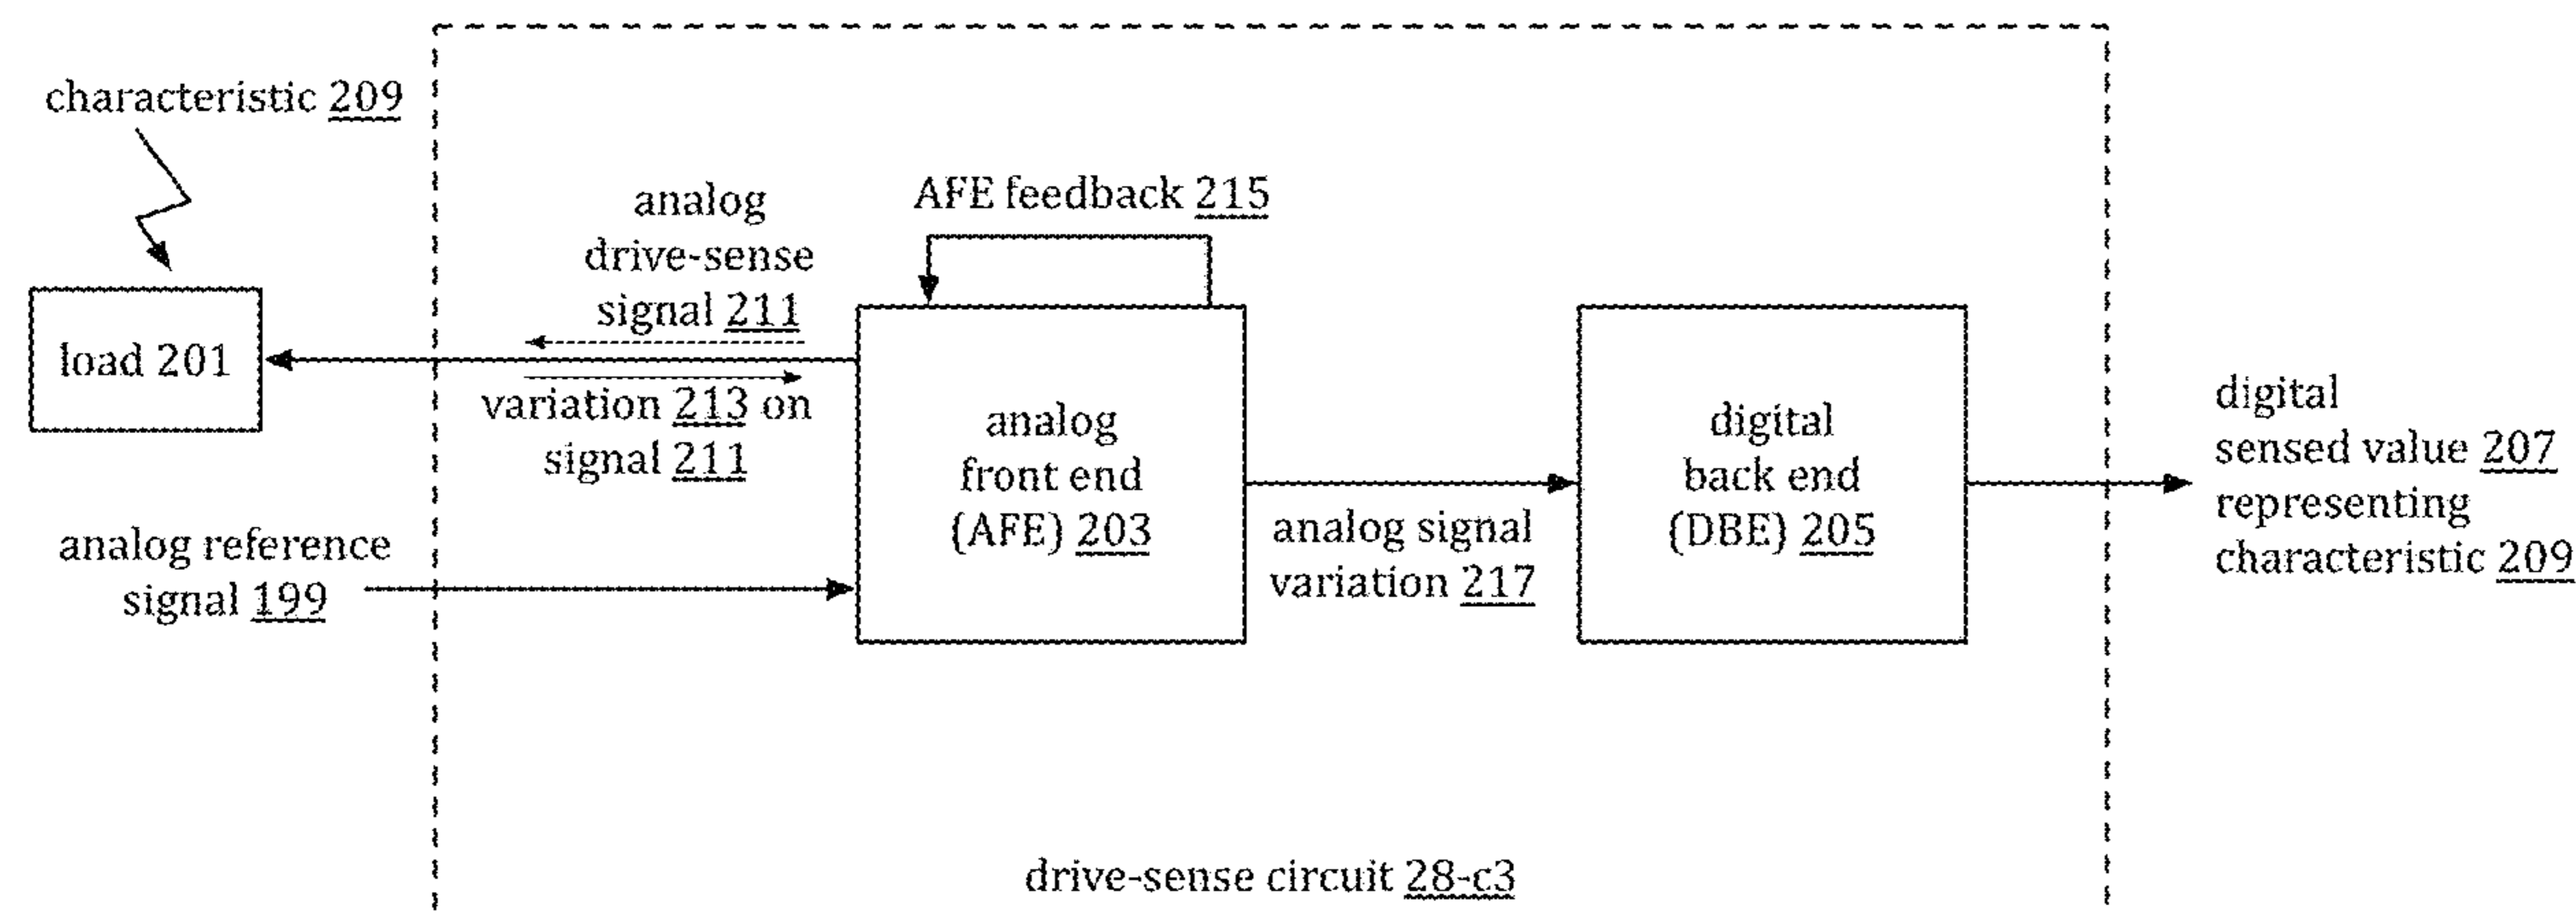 characteristic 209
analog
drive-sense
signal 211
AFE feedback 215
load 201
variation 213 on
signal 211
analog reference
signal 199
analog
front end
(AFE) 203
analog signal
variation 217
digital
back end
(DBE) 205
digital
sensed value 207
representing
characteristic 209
drive-sense circuit 28-c3